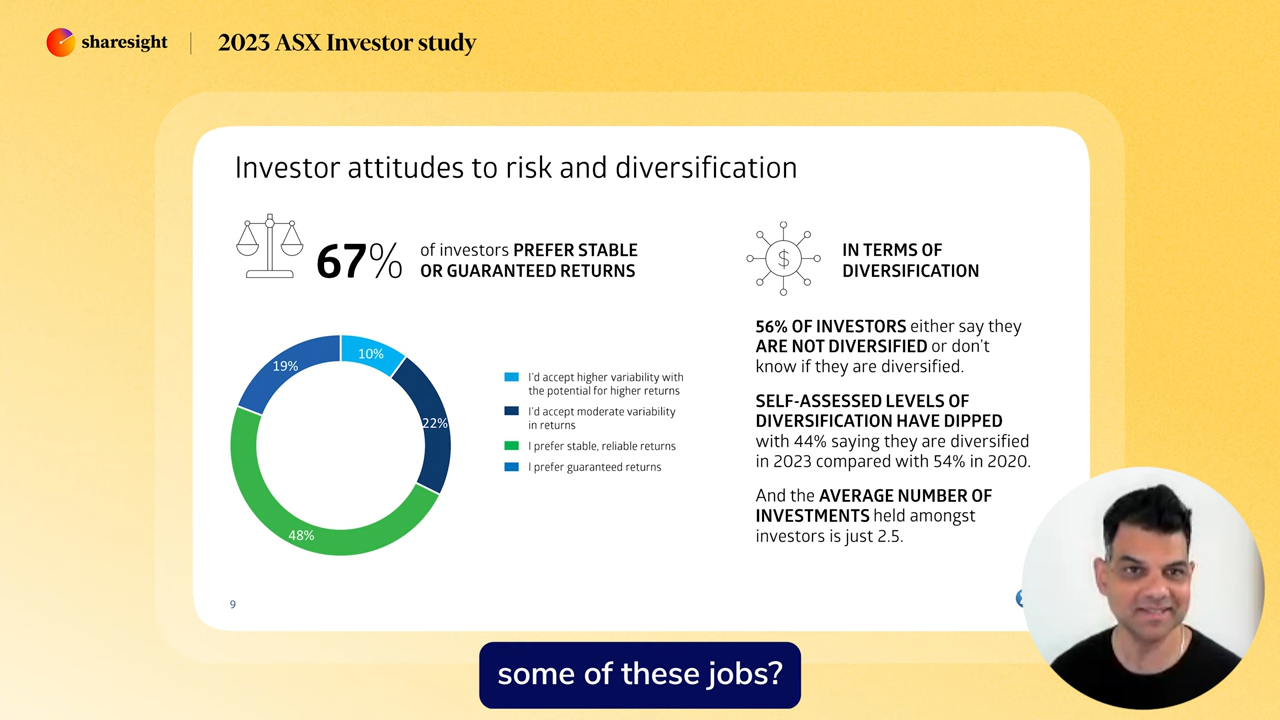 sharesight
2023 ASX Investor study
Investor attitudes to risk and diversification
67%
of investors PREFER STABLE
OR GUARANTEED RETURNS
19%
10%
22%
48%
I'd accept higher variability with
the potential for higher returns
I'd accept moderate variability
in returns
I prefer stable, reliable returns
I prefer guaranteed returns
$
IN TERMS OF
DIVERSIFICATION
56% OF INVESTORS either say they
ARE NOT DIVERSIFIED or don't
know if they are diversified.
SELF-ASSESSED LEVELS OF
DIVERSIFICATION HAVE DIPPED
with 44% saying they are diversified
in 2023 compared with 54% in 2020.
And the AVERAGE NUMBER OF
INVESTMENTS held amongst
investors is just 2.5.
9
some of these jobs?